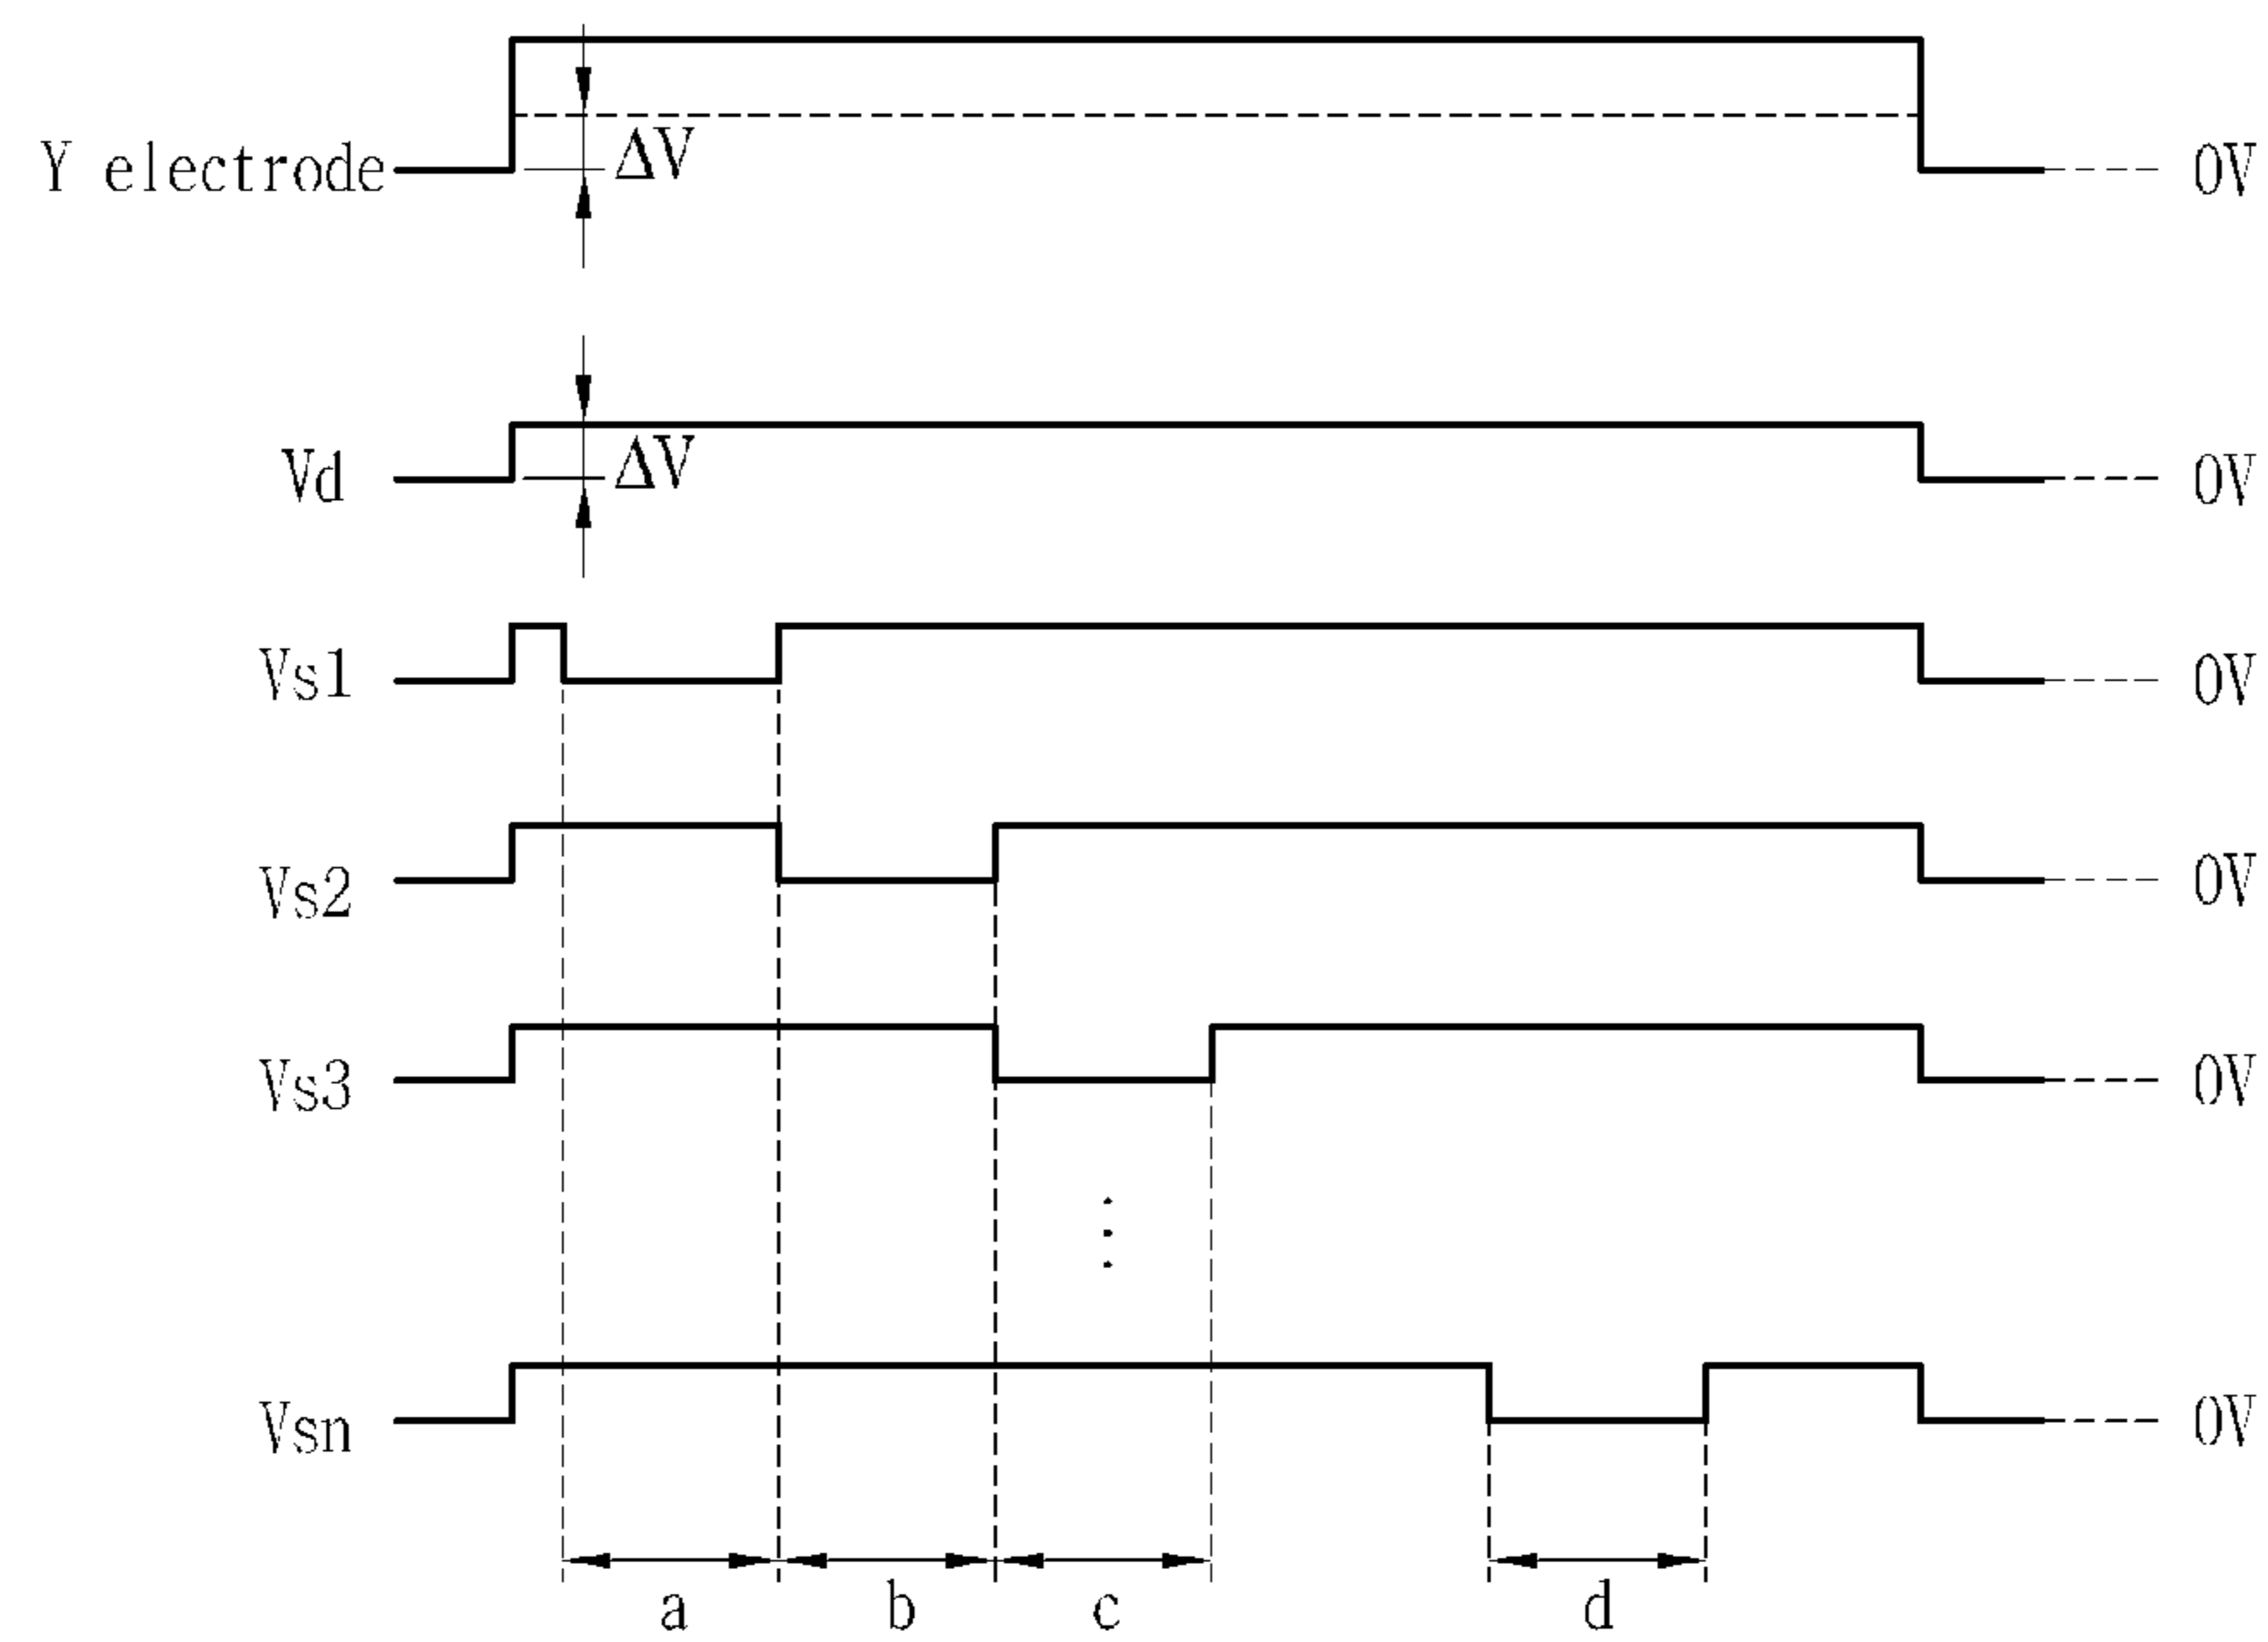 Y electrode ΔV 0V
Vd ΔV 0V
Vs1 0V
Vs2 0V
Vs3 0V
Vsn 0V
a b c d